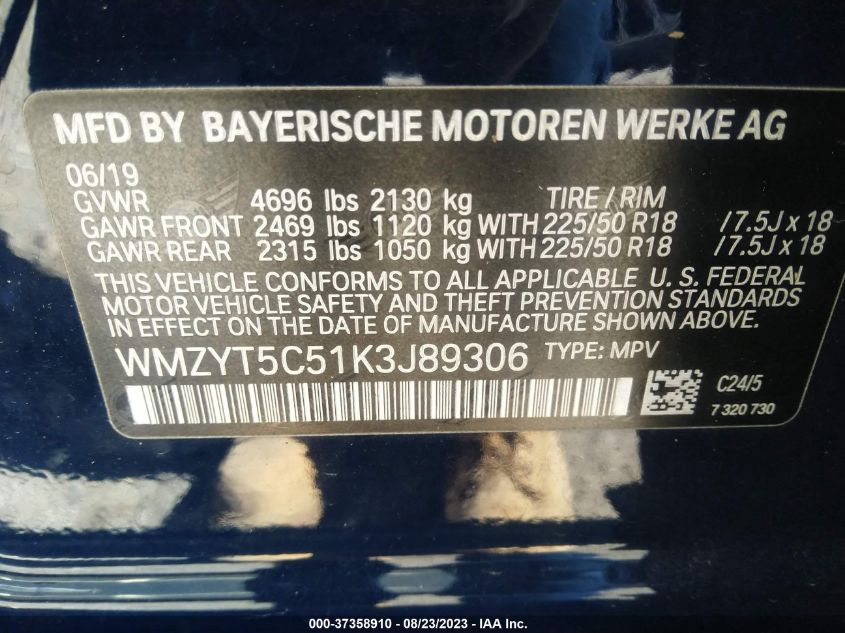 MFD BY BAYERISCHE MOTOREN WERKE AG
06/19
GVWR 4696 lbs 2130 kg TIRE / RIM
GAWR FRONT 2469 lbs 1120 kg WITH 225/50 R18 /7.5J x 18
GAWR REAR 2315 lbs 1050 kg WITH 225/50 R18 /7.5J x 18
THIS VEHICLE CONFORMS TO ALL APPLICABLE U. S. FEDERAL
MOTOR VEHICLE SAFETY AND THEFT PREVENTION STANDARDS
IN EFFECT ON THE DATE OF MANUFACTURE SHOWN ABOVE.
WMZYT5C51K3J89306 TYPE: MPV
C24/5
7 320 730
000-37358910 / 08/23/2023 - IAA Inc.